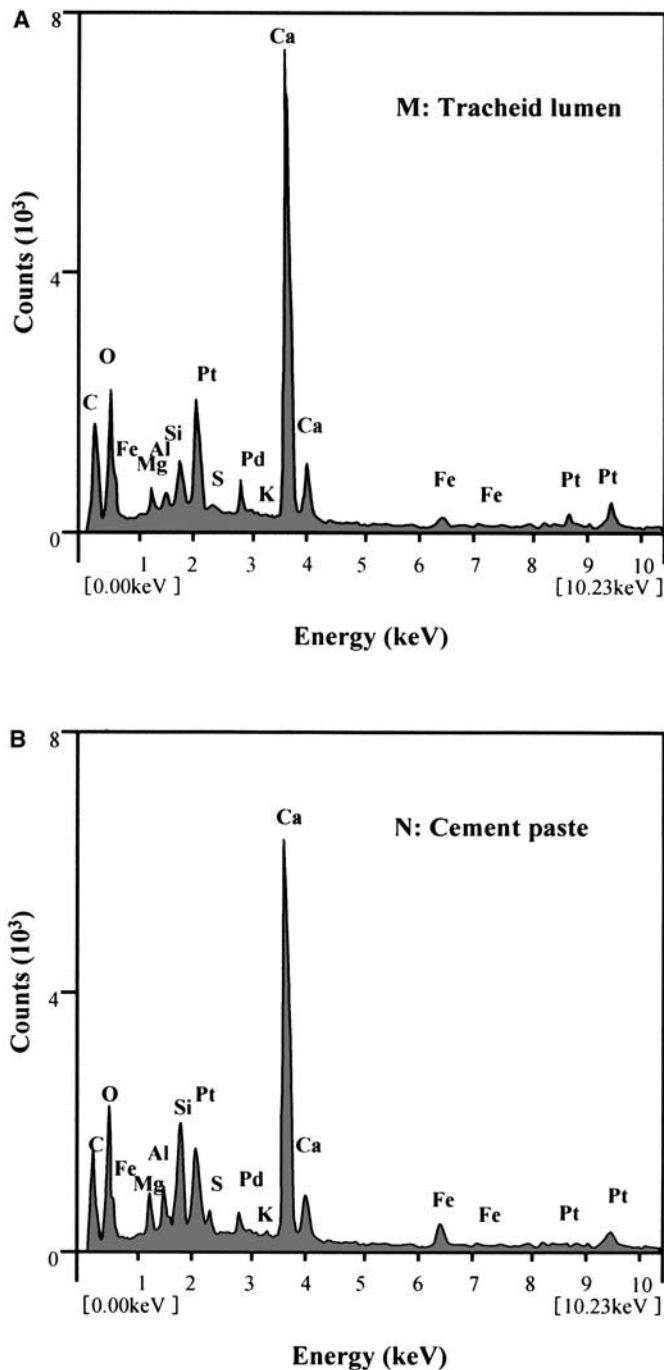 A
8
Ca
M: Tracheid lumen
Counts (10³)
4
O
C
Pt
Si
Al
Fe
Mg
Ca
Pd
S
K
Fe
Fe
Pt
Pt
0
1 2 3 4 5 6 7 8 9 10
[0.00keV ] [10.23keV ]
Energy (keV)
B
8
Ca
N: Cement paste
Counts (10³)
4
O
Si
Pt
C
Al
Ca
Fe
Mg
S
Pd
K
Fe
Fe
Pt
Pt
0
1 2 3 4 5 6 7 8 9 10
[0.00keV ] [10.23keV ]
Energy (keV)